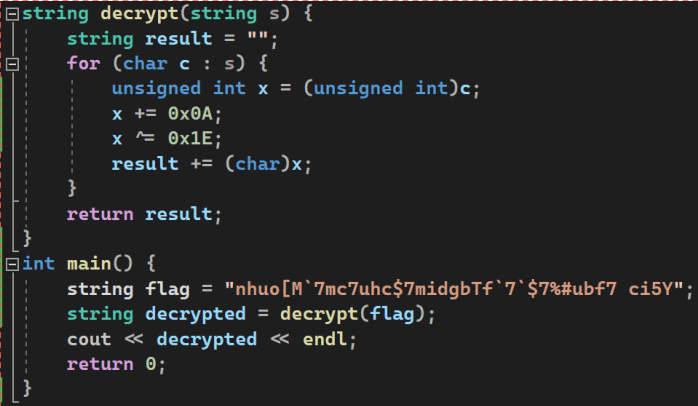 string decrypt(string s) {
    string result = "";
    for (char c : s) {
        unsigned int x = (unsigned int)c;
        x += 0x0A;
        x ^= 0x1E;
        result += (char)x;
    }
    return result;
}
int main() {
    string flag = "nhuo[M`7mc7uhc$7midgbTf`7`$7%#ubf7 ci5Y";
    string decrypted = decrypt(flag);
    cout << decrypted << endl;
    return 0;
}